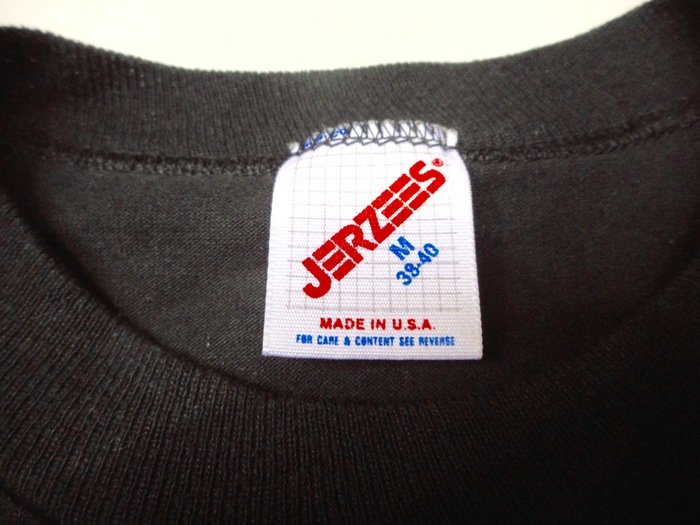 JERZEES®
M
38-40
MADE IN U.S.A.
FOR CARE & CONTENT SEE REVERSE